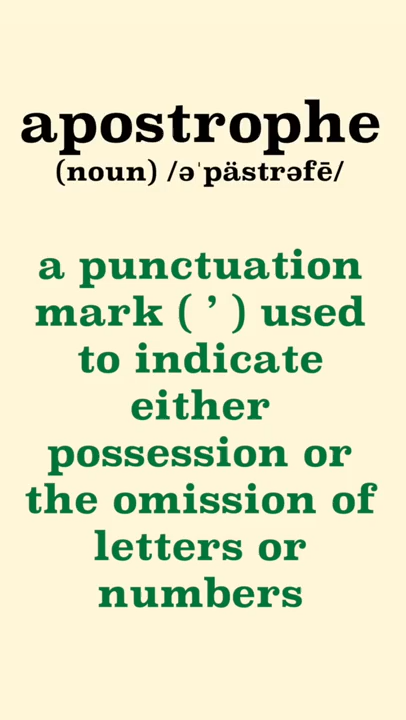 apostrophe
(noun) /əˈpästrəfē/
a punctuation
mark ( ’ ) used
to indicate
either
possession or
the omission of
letters or
numbers